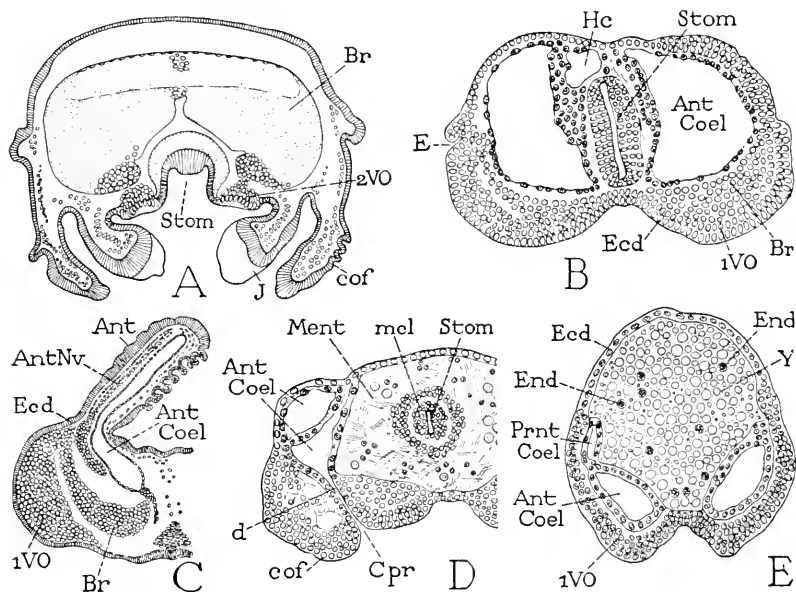 Br
2VO
Stom
J
cof
A
Hc
Stom
Ant
Coel
E
Ecd
1VO
Br
B
Ant
AntNv
Ecd
Ant
Coel
1VO
Br
C
Ment
mcl
Stom
Ant
Coel
d
cof
Cpr
D
Ecd
End
End
Y
Prnt
Coel
Ant
Coel
1VO
E